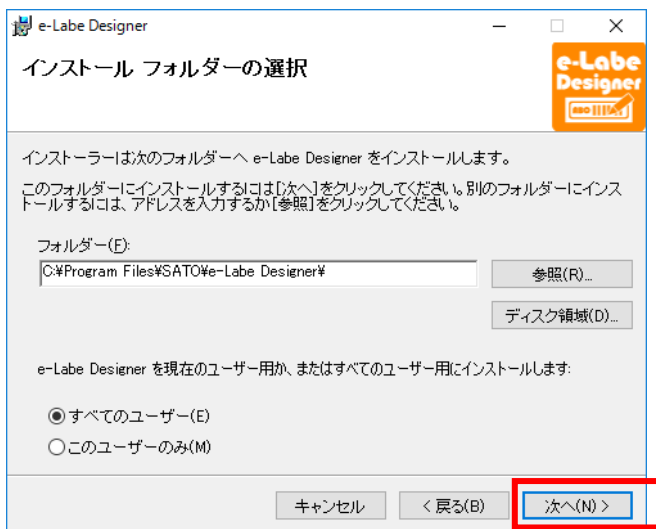 e-Labe Designer
インストール フォルダーの選択
e-Labe
Designer
ABC
インストーラーは次のフォルダーへ e-Labe Designer をインストールします。
このフォルダーにインストールするには[次へ]をクリックしてください。別のフォルダーにインス
トールするには、アドレスを入力するか[参照]をクリックしてください。
フォルダー(F):
C:¥Program Files¥SATO¥e-Labe Designer¥
参照(R)...
ディスク領域(D)...
e-Labe Designer を現在のユーザー用か、またはすべてのユーザー用にインストールします:
すべてのユーザー(E)
このユーザーのみ(M)
キャンセル
< 戻る(B)
次へ(N) >